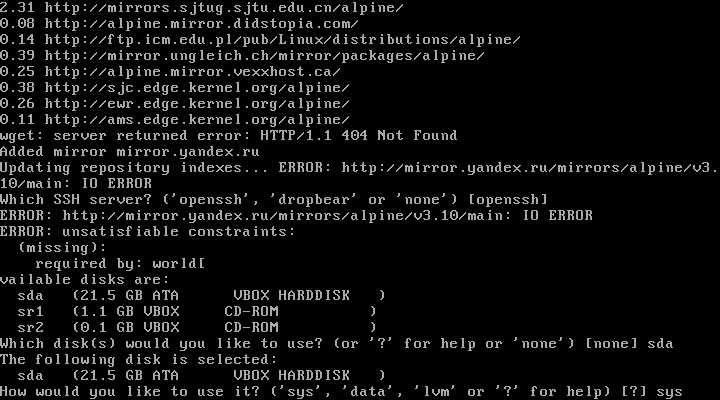 2.31 http://mirrors.sjtug.sjtu.edu.cn/alpine/
0.08 http://alpine.mirror.didstopia.com/
0.14 http://ftp.icm.edu.pl/pub/Linux/distributions/alpine/
0.39 http://mirror.ungleich.ch/mirror/packages/alpine/
0.25 http://alpine.mirror.vexxhost.ca/
0.38 http://sjc.edge.kernel.org/alpine/
0.26 http://ewr.edge.kernel.org/alpine/
0.11 http://ams.edge.kernel.org/alpine/
wget: server returned error: HTTP/1.1 404 Not Found
Added mirror mirror.yandex.ru
Updating repository indexes... ERROR: http://mirror.yandex.ru/mirrors/alpine/v3.
10/main: IO ERROR
Which SSH server? ('openssh', 'dropbear' or 'none') [openssh]
ERROR: http://mirror.yandex.ru/mirrors/alpine/v3.10/main: IO ERROR
ERROR: unsatisfiable constraints:
  (missing):
    required by: world[
vailable disks are:
  sda   (21.5 GB ATA      VBOX HARDDISK   )
  sr1   (1.1 GB VBOX     CD-ROM          )
  sr2   (0.1 GB VBOX     CD-ROM          )
Which disk(s) would you like to use? (or '?' for help or 'none') [none] sda
The following disk is selected:
  sda   (21.5 GB ATA      VBOX HARDDISK   )
How would you like to use it? ('sys', 'data', 'lvm' or '?' for help) [?] sys